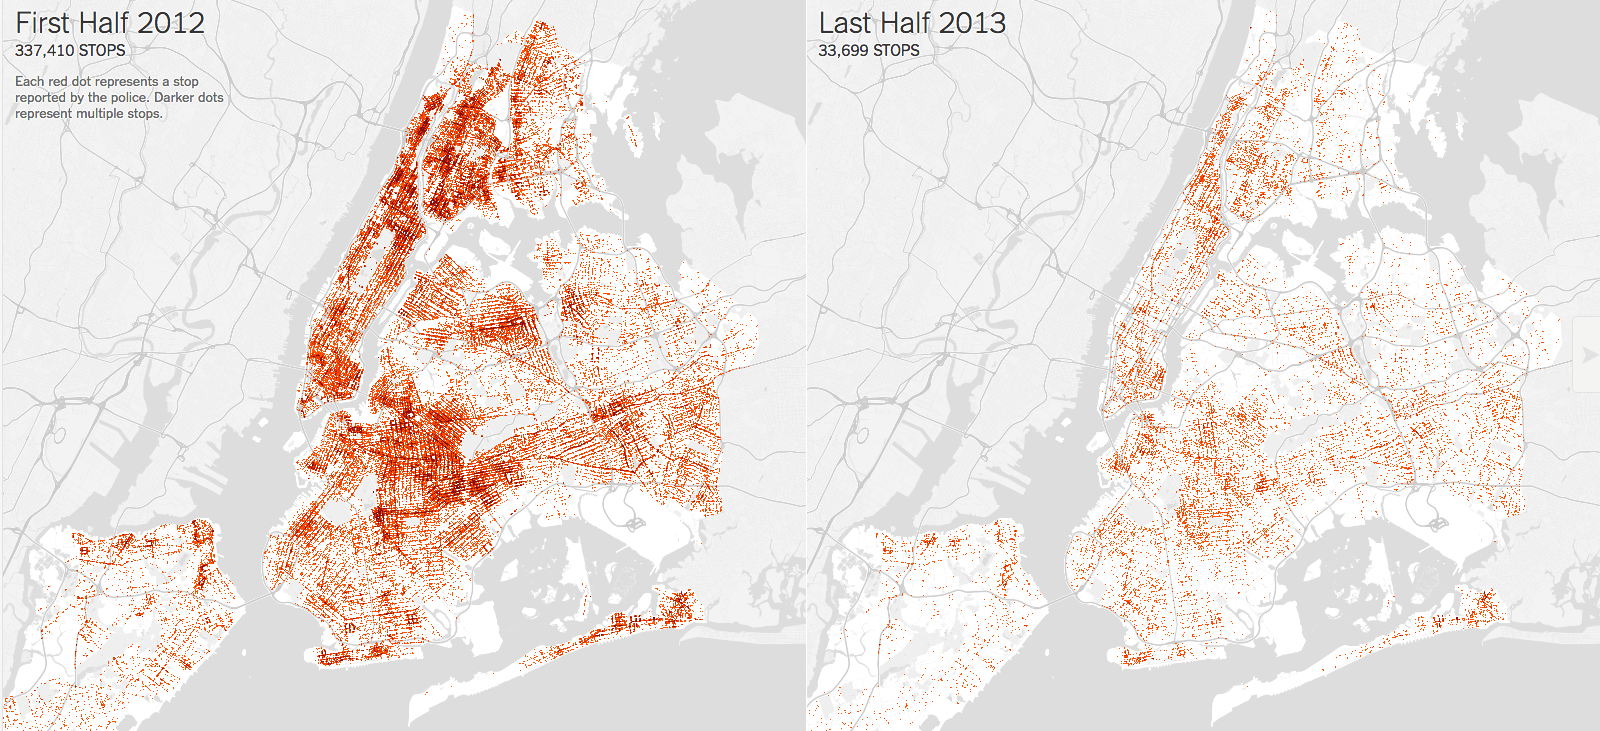 First Half 2012
337,410 STOPS
Each red dot represents a stop
reported by the police. Darker dots
represent multiple stops.
Last Half 2013
33,699 STOPS